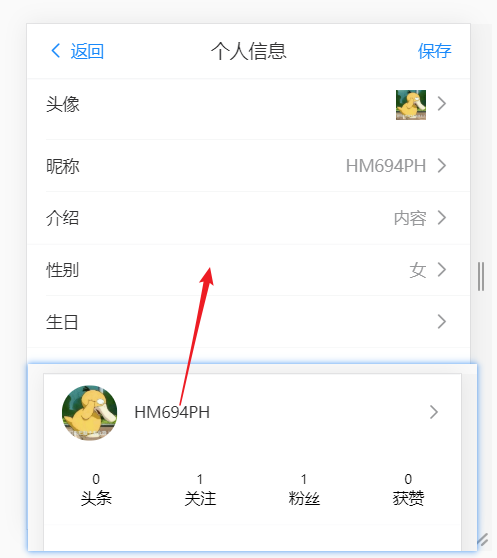 返回 个人信息 保存
头像
昵称 HM694PH
介绍 内容
性别 女
生日
HM694PH
0 1 1 0
头条 关注 粉丝 获赞